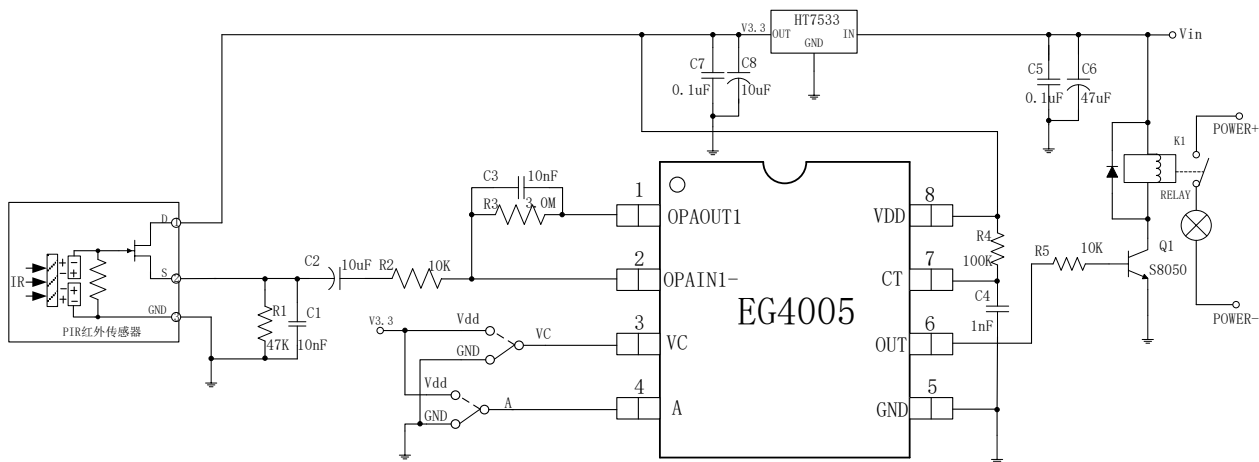 HT7533
V3.3
OUT
IN
GND
Vin
C7
0.1uF
C8
10uF
C5
0.1uF
C6
47uF
POWER+
K1
RELAY
C3
10nF
R3
3.0M
1
OPAOUT1
8
VDD
D
1
R4
100K
R5
10K
Q1
S8050
IR
S
2
C2
10uF
R2
10K
2
OPAIN1-
7
CT
C4
1nF
EG4005
GND
3
PIR红外传感器
R1
47K
C1
10nF
V3.3
Vdd
GND
VC
3
VC
6
OUT
POWER-
Vdd
GND
A
4
A
5
GND